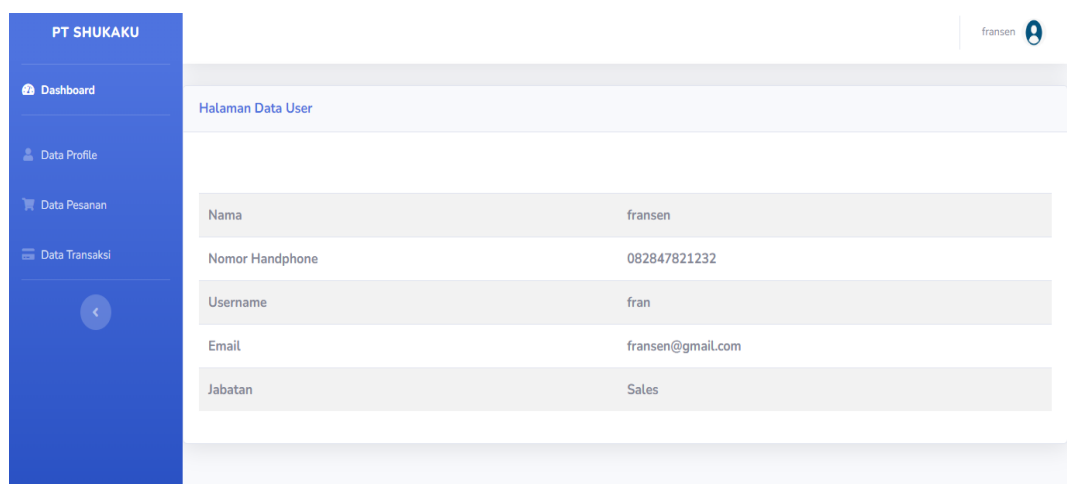 PT SHUKAKU
fransen
Dashboard
Data Profile
Data Pesanan
Data Transaksi
Halaman Data User
Nama fransen
Nomor Handphone 082847821232
Username fran
Email fransen@gmail.com
Jabatan Sales